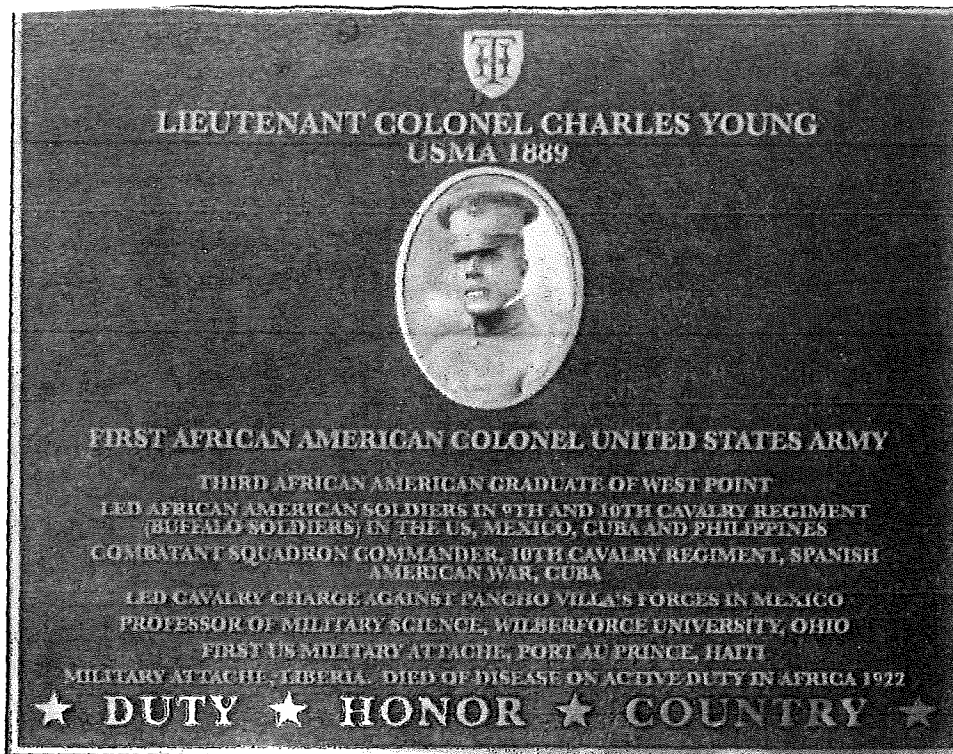 TH
LIEUTENANT COLONEL CHARLES YOUNG
USMA 1889
FIRST AFRICAN AMERICAN COLONEL UNITED STATES ARMY
THIRD AFRICAN AMERICAN GRADUATE OF WEST POINT
LED AFRICAN AMERICAN SOLDIERS IN 9TH AND 10TH CAVALRY REGIMENT
(BUFFALO SOLDIERS) IN THE US, MEXICO, CUBA AND PHILIPPINES
COMBATANT SQUADRON COMMANDER, 10TH CAVALRY REGIMENT, SPANISH
AMERICAN WAR, CUBA
LED CAVALRY CHARGE AGAINST PANCHO VILLA'S FORCES IN MEXICO
PROFESSOR OF MILITARY SCIENCE, WILBERFORCE UNIVERSITY, OHIO
FIRST US MILITARY ATTACHE, PORT AU PRINCE, HAITI
MILITARY ATTACHE, LIBERIA. DIED OF DISEASE ON ACTIVE DUTY IN AFRICA 1922
★ DUTY ★ HONOR ★ COUNTRY ★